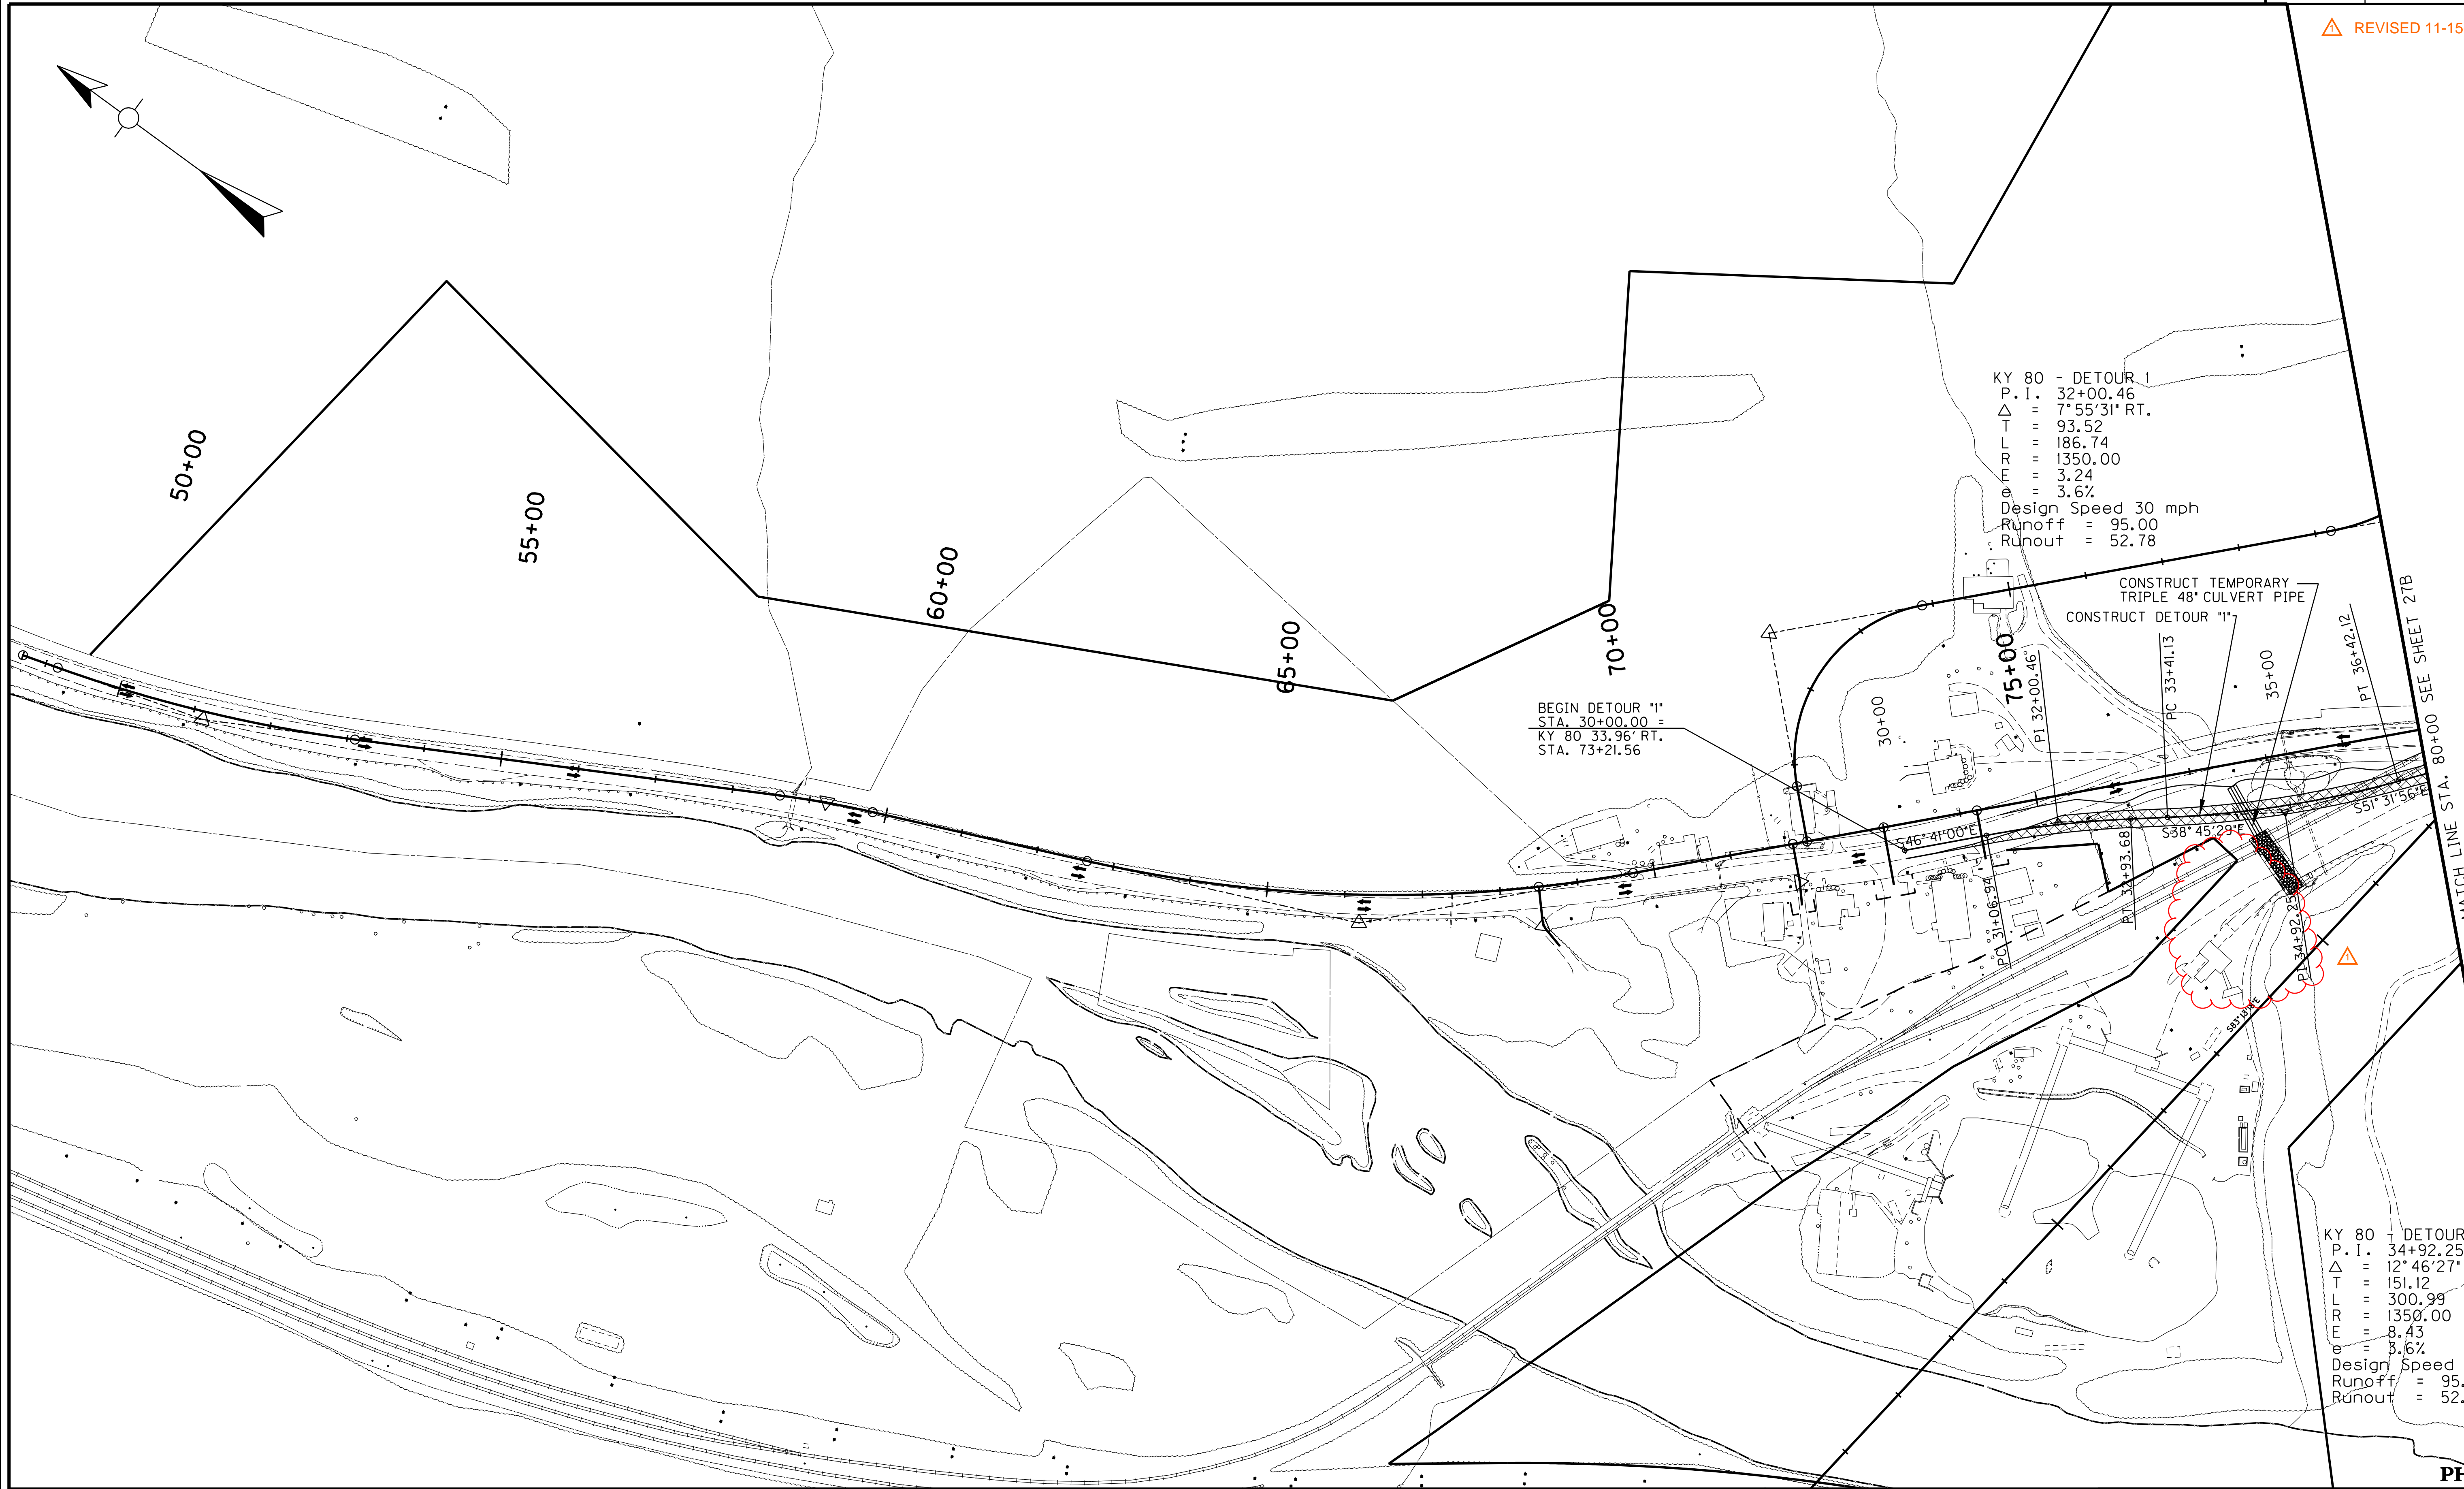 ⚠ REVISED 11-15
KY 80 - DETOUR 1
P.I. 32+00.46
△ = 7°55'31" RT.
T = 93.52
L = 186.74
R = 1350.00
E = 3.24
e = 3.6%
Design Speed 30 mph
Runoff = 95.00
Runout = 52.78
50+00
55+00
60+00
65+00
70+00
75+00
CONSTRUCT TEMPORARY
TRIPLE 48" CULVERT PIPE
CONSTRUCT DETOUR "1"
BEGIN DETOUR "1"
STA. 30+00.00 =
KY 80 33.96' RT.
STA. 73+21.56
30+00
PI 32+00.46
PC 33+41.13
35+00
PT 36+42.12
MATCH LINE STA. 80+00 SEE SHEET 27B
S46°41'00"E
S38°45'29"E
S51°31'56"E
PC 31+06.94
PT 32+93.68
PI 34+92.25
KY 80 - DETOUR
P.I. 34+92.25
△ = 12°46'27"
T = 151.12
L = 300.99
R = 1350.00
E = 8.43
e = 3.6%
Design Speed
Runoff = 95.
Runout = 52.